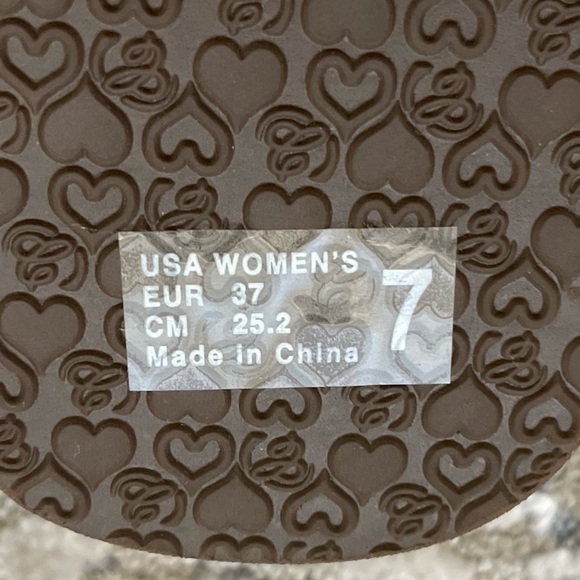 USA WOMEN'S
EUR 37
CM 25.2
Made in China
7